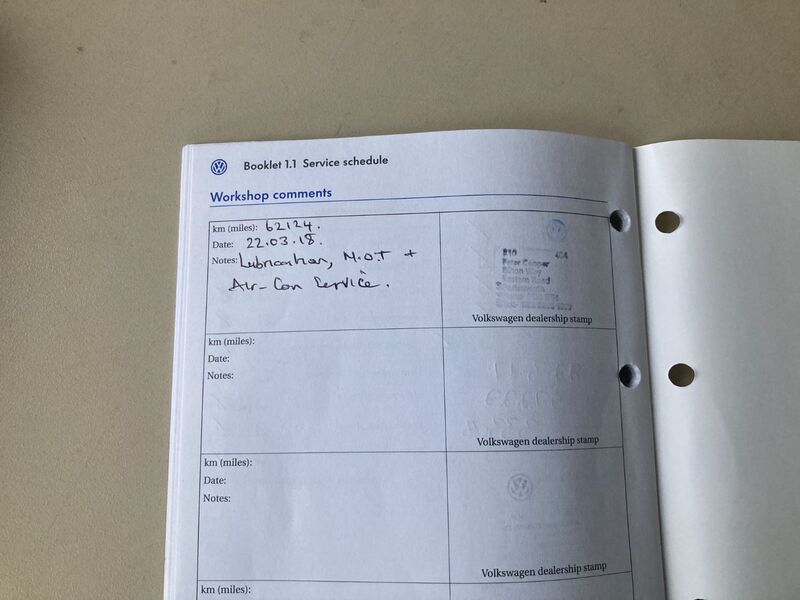 Booklet 1.1 Service schedule
Workshop comments
km (miles): 62124.
Date: 22.03.18.
Notes: Lubrication, M.O.T +
Air-Con Service.
Peter Cooper
Volkswagen dealership stamp
km (miles):
Date:
Notes:
Volkswagen dealership stamp
km (miles):
Date:
Notes:
Volkswagen dealership stamp
km (miles):